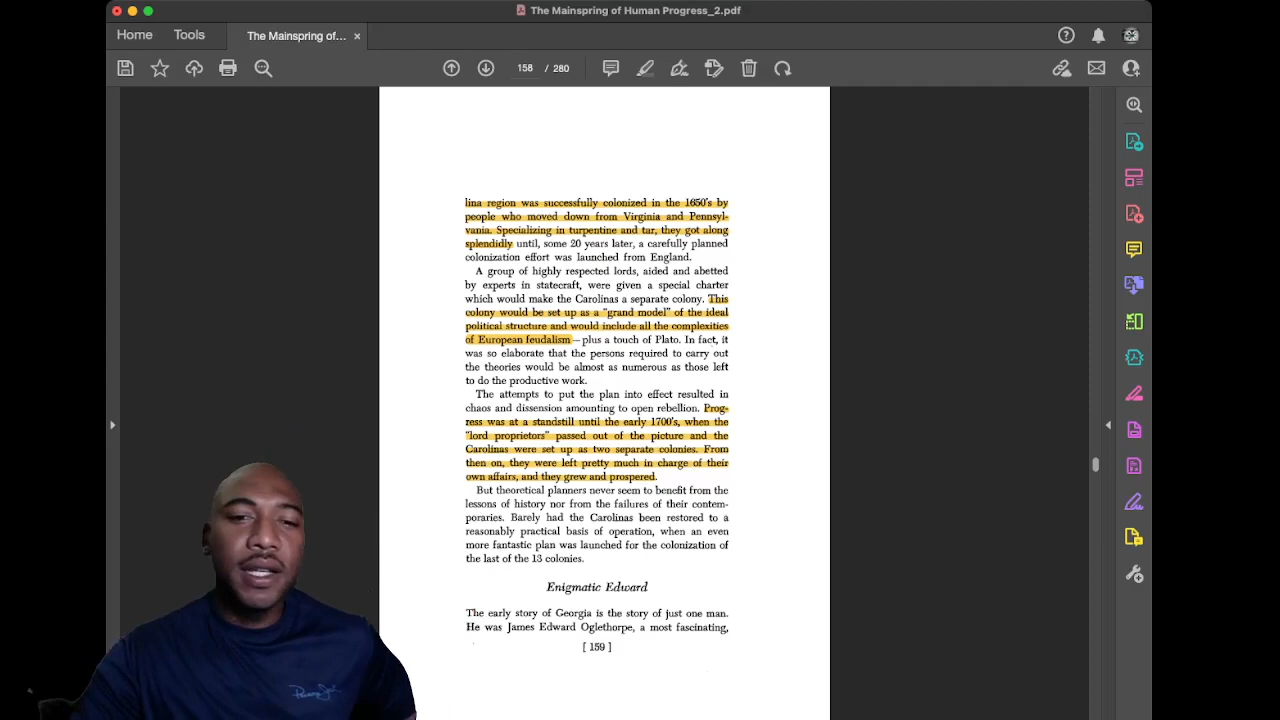 The Mainspring of Human Progress_2.pdf
Home
Tools
The Mainspring of...
158 / 280
lina region was successfully colonized in the 1650's by
people who moved down from Virginia and Pennsyl-
vania. Specializing in turpentine and tar, they got along
splendidly until, some 20 years later, a carefully planned
colonization effort was launched from England.
A group of highly respected lords, aided and abetted
by experts in statecraft, were given a special charter
which would make the Carolinas a separate colony. This
colony would be set up as a "grand model" of the ideal
political structure and would include all the complexities
of European feudalism—plus a touch of Plato. In fact, it
was so elaborate that the persons required to carry out
the theories would be almost as numerous as those left
to do the productive work.
The attempts to put the plan into effect resulted in
chaos and dissension amounting to open rebellion. Prog-
ress was at a standstill until the early 1700's, when the
"lord proprietors" passed out of the picture and the
Carolinas were set up as two separate colonies. From
then on, they were left pretty much in charge of their
own affairs, and they grew and prospered.
But theoretical planners never seem to benefit from the
lessons of history nor from the failures of their contem-
poraries. Barely had the Carolinas been restored to a
reasonably practical basis of operation, when an even
more fantastic plan was launched for the colonization of
the last of the 13 colonies.
Enigmatic Edward
The early story of Georgia is the story of just one man.
He was James Edward Oglethorpe, a most fascinating,
[ 159 ]